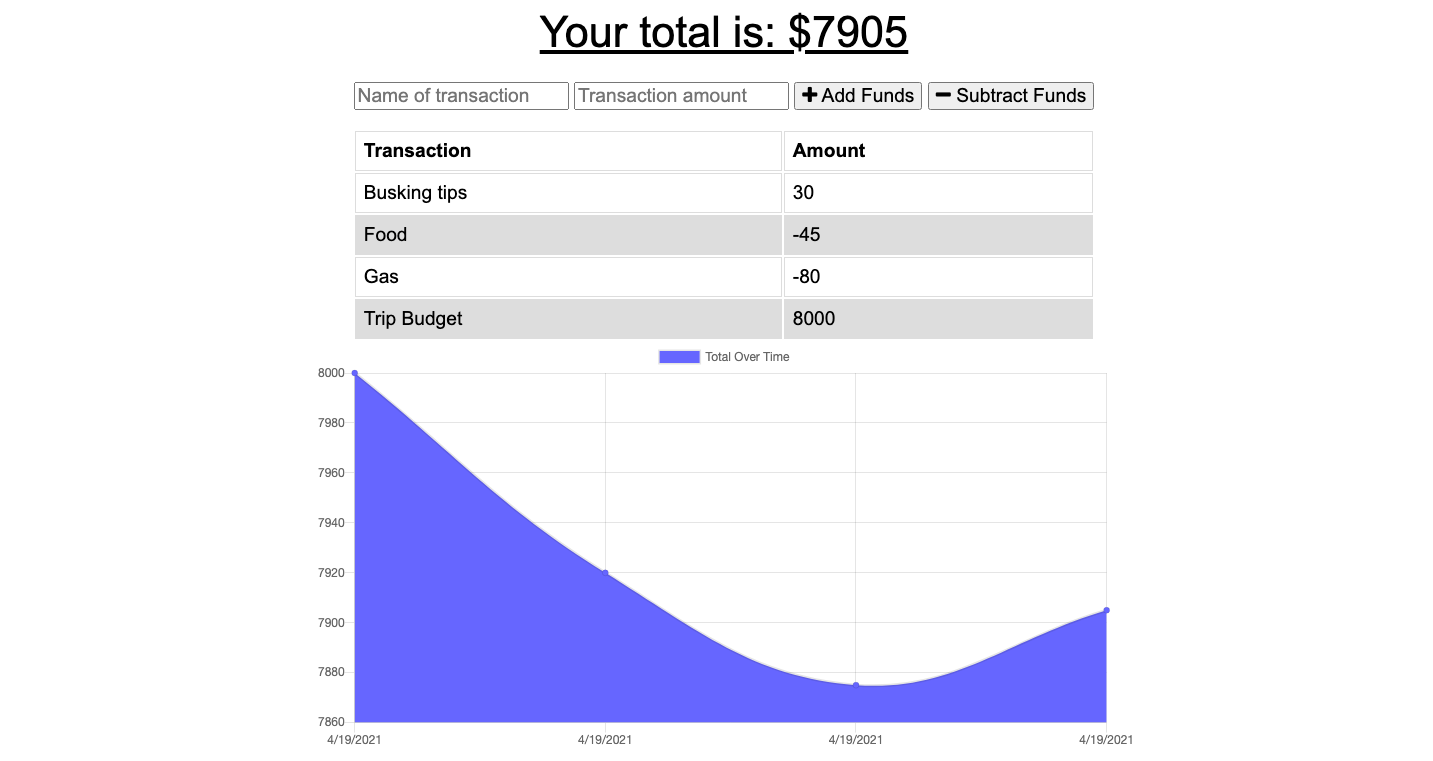 Your total is: $7905
Name of transaction Transaction amount Add Funds Subtract Funds
Transaction Amount
Busking tips 30
Food -45
Gas -80
Trip Budget 8000
Total Over Time
8000
7980
7960
7940
7920
7900
7880
7860
4/19/2021 4/19/2021 4/19/2021 4/19/2021